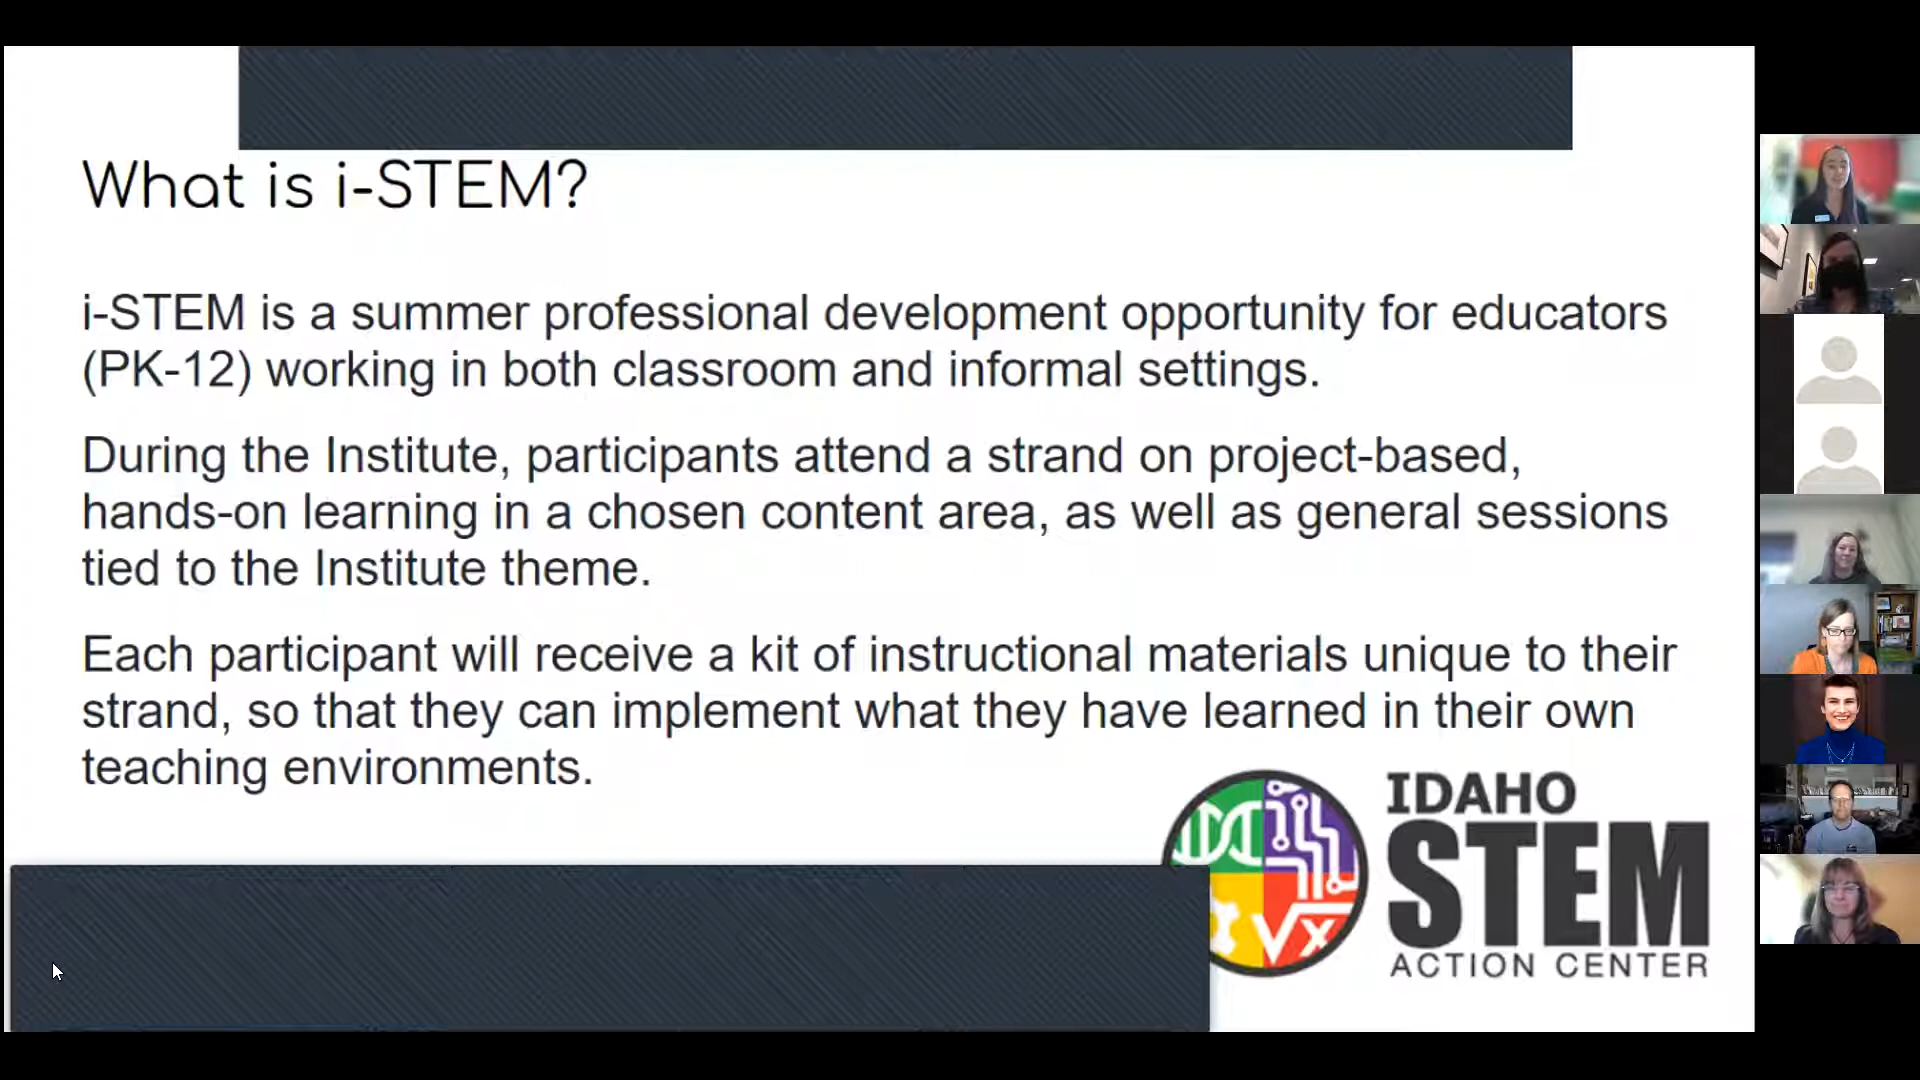 What is i-STEM?
i-STEM is a summer professional development opportunity for educators
(PK-12) working in both classroom and informal settings.
During the Institute, participants attend a strand on project-based,
hands-on learning in a chosen content area, as well as general sessions
tied to the Institute theme.
Each participant will receive a kit of instructional materials unique to their
strand, so that they can implement what they have learned in their own
teaching environments.
√x
IDAHO
STEM
ACTION CENTER